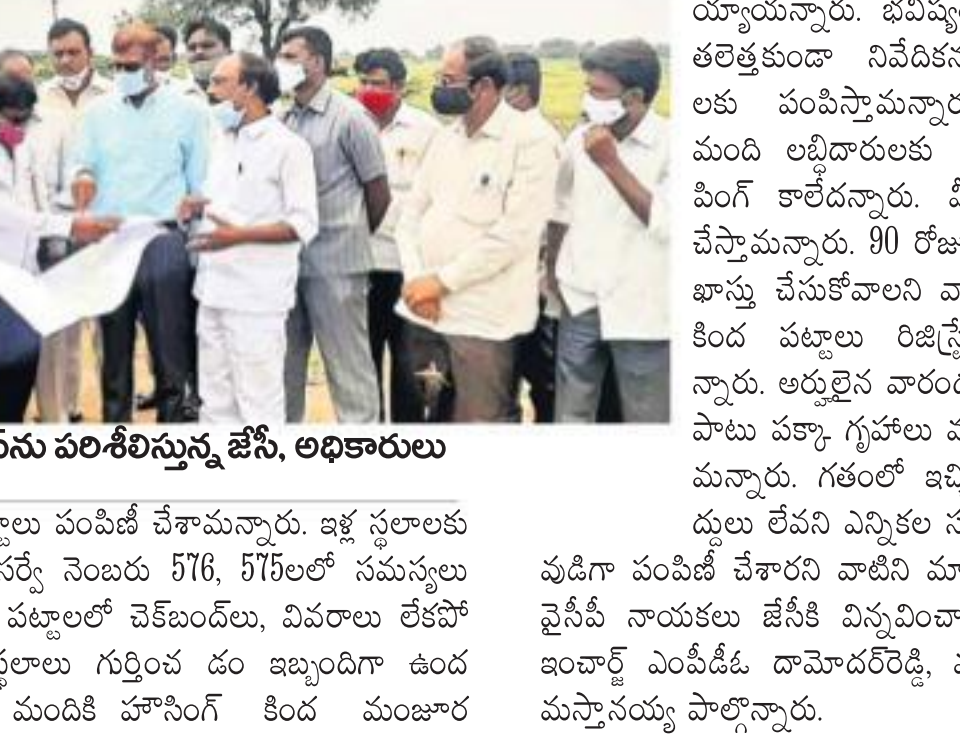 పరిశీలిస్తున్న జేసీ, అధికారులు
పంపిణీ చేశామన్నారు. ఇళ్ల స్థలాలకు
సర్వే నెంబరు 576, 575లలో సమస్యలు
పట్టాలలో చెక్‌బంద్‌లు, వివరాలు లేకపో
స్థలాలు గుర్తించ డం ఇబ్బందిగా ఉంద
మందికి హౌసింగ్ కింద మంజూర
య్యాయన్నారు.
తలెత్తకుండా నివేదికన
లకు పంపిస్తామన్నార
మంది లబ్ధిదారులకు
పింగ్ కాలేదన్నారు.
చేస్తామన్నారు. 90 రోజు
ఖాస్తు చేసుకోవాలని వా
కింద పట్టాలు రిజిస్ట్రే
న్నారు. అర్హులైన వారంద
పాటు పక్కా గృహాలు
మన్నారు. గతంలో ఇచ్చి
ద్దులు లేవని ఎన్నికల స
వుడిగా పంపిణీ చేశారని వాటిని మా
వైసీపీ నాయకులు జేసీకి విన్నవించా
ఇంచార్జ్ ఎంపీడీఓ దామోదర్‌రెడ్డి,
మస్తానయ్య పాల్గొన్నారు.